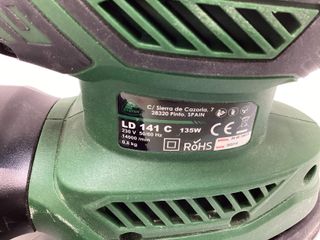 C/ Sierra de Cazorla, 7
28320 Pinto, SPAIN
LD 141 C 135W
230 V 50/60 Hz
14000 /min
0,8 kg
CE
RoHS